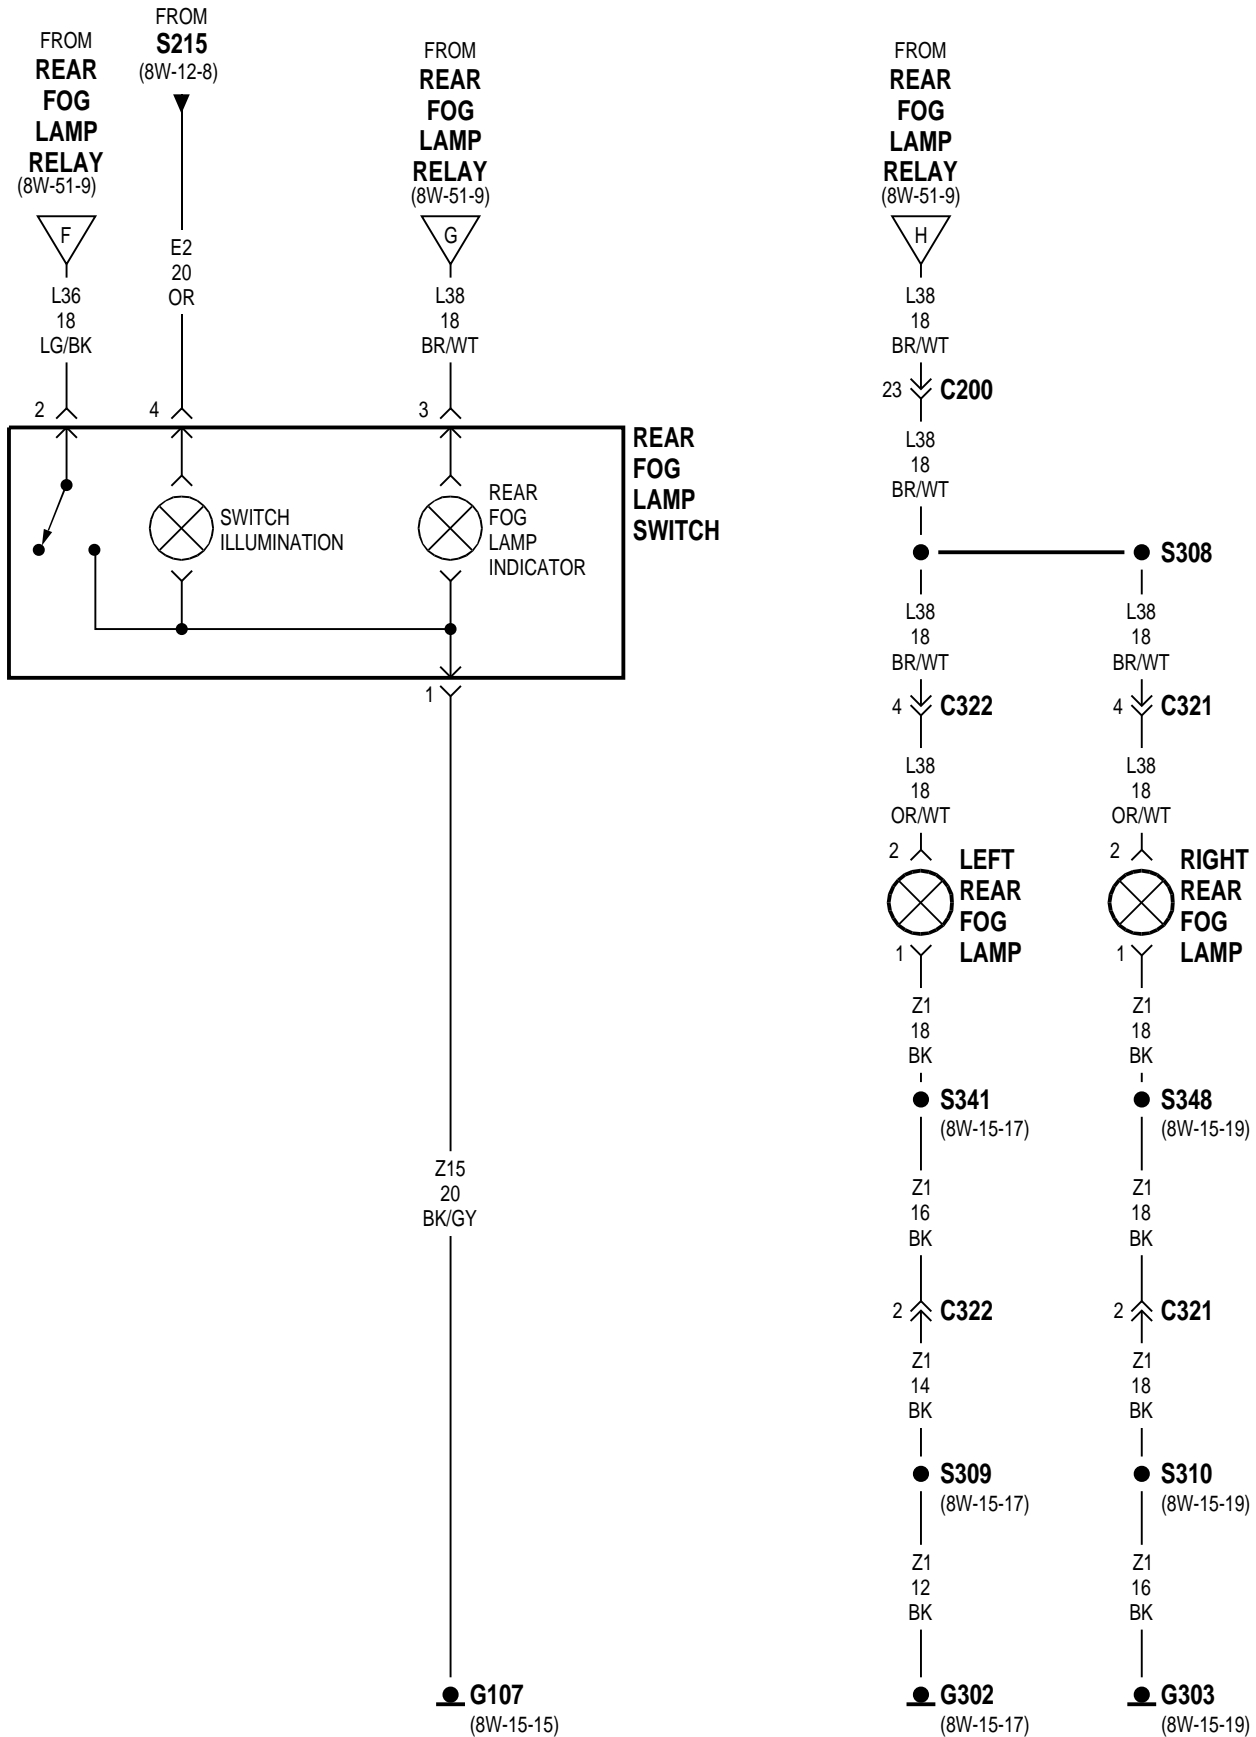 FROM
REAR
FOG
LAMP
RELAY
(8W-51-9)
F
L36
18
LG/BK
2
FROM
S215
(8W-12-8)
E2
20
OR
4
FROM
REAR
FOG
LAMP
RELAY
(8W-51-9)
G
L38
18
BR/WT
3
SWITCH
ILLUMINATION
REAR
FOG
LAMP
INDICATOR
REAR
FOG
LAMP
SWITCH
1
Z15
20
BK/GY
G107
(8W-15-15)
FROM
REAR
FOG
LAMP
RELAY
(8W-51-9)
H
L38
18
BR/WT
23 C200
L38
18
BR/WT
S308
L38
18
BR/WT
4 C322
L38
18
OR/WT
2
LEFT
REAR
FOG
LAMP
1
Z1
18
BK
S341
(8W-15-17)
Z1
16
BK
2 C322
Z1
14
BK
S309
(8W-15-17)
Z1
12
BK
G302
(8W-15-17)
L38
18
BR/WT
4 C321
L38
18
OR/WT
2
RIGHT
REAR
FOG
LAMP
1
Z1
18
BK
S348
(8W-15-19)
Z1
18
BK
2 C321
Z1
18
BK
S310
(8W-15-19)
Z1
16
BK
G303
(8W-15-19)